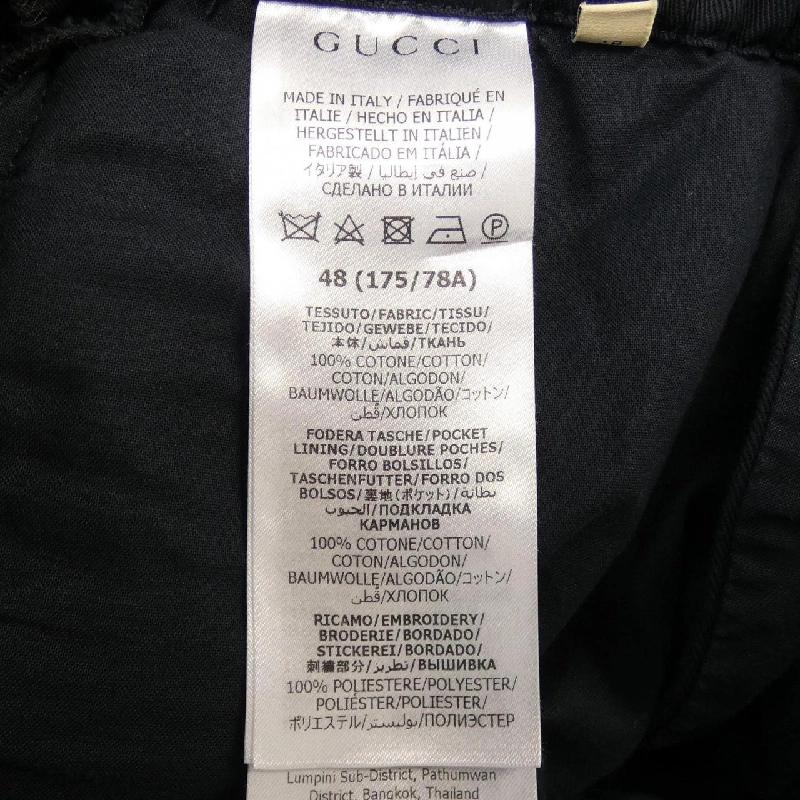 GUCCI
MADE IN ITALY / FABRIQUÉ EN
ITALIE / HECHO EN ITALIA /
HERGESTELLT IN ITALIEN /
FABRICADO EM ITÁLIA /
イタリア製 / صنع في إيطاليا /
СДЕЛАНО В ИТАЛИИ
P
48 (175/78A)
TESSUTO/FABRIC/TISSU/
TEJIDO/GEWEBE/TECIDO/
本体/قماش/ТКАНЬ
100% COTONE/COTTON/
COTON/ALGODON/
BAUMWOLLE/ALGODÃO/コットン/
قُطن/ХЛОПОК
FODERA TASCHE/POCKET
LINING/DOUBLURE POCHES/
FORRO BOLSILLOS/
TASCHENFUTTER/FORRO DOS
BOLSOS/裏地(ポケット)/بطانة
الجيوب/ПОДКЛАДКА
КАРМАНОВ
100% COTONE/COTTON/
COTON/ALGODON/
BAUMWOLLE/ALGODÃO/コットン/
قُطن/ХЛОПОК
RICAMO/EMBROIDERY/
BRODERIE/BORDADO/
STICKEREI/BORDADO/
刺繍部分/تطريز/ВЫШИВКА
100% POLIESTERE/POLYESTER/
POLIÉSTER/POLIESTER/
ポリエステル/بوليستر/ПОЛИЭСТЕР
Lumpini Sub-District, Pathumwan
District, Bangkok, Thailand